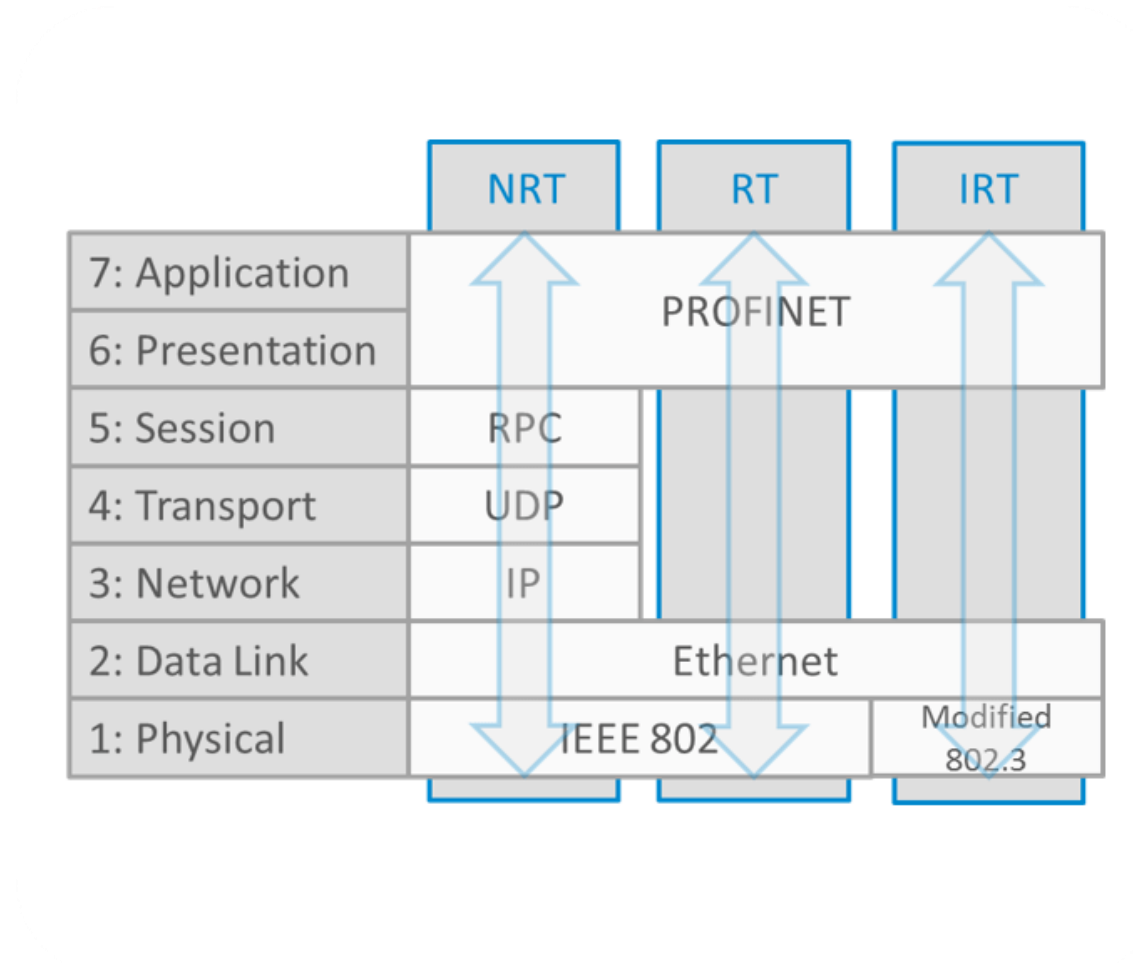 NRT
RT
IRT
7: Application
PROFINET
6: Presentation
5: Session
RPC
4: Transport
UDP
3: Network
IP
2: Data Link
Ethernet
1: Physical
IEEE 802
Modified
802.3